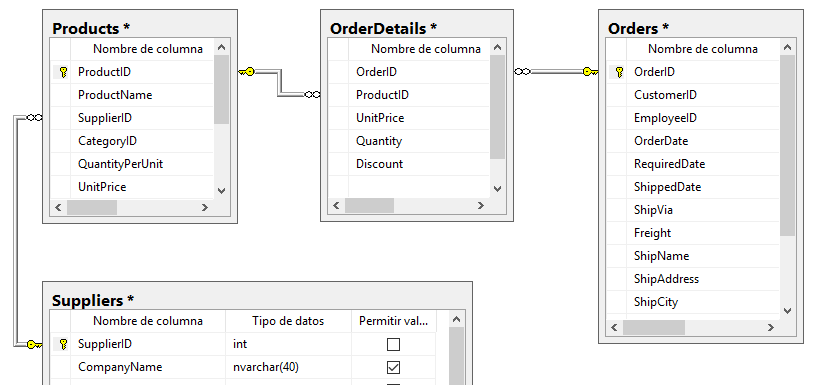 Products *
Nombre de columna
ProductID
ProductName
SupplierID
CategoryID
QuantityPerUnit
UnitPrice
OrderDetails *
Nombre de columna
OrderID
ProductID
UnitPrice
Quantity
Discount
Orders *
Nombre de columna
OrderID
CustomerID
EmployeeID
OrderDate
RequiredDate
ShippedDate
ShipVia
Freight
ShipName
ShipAddress
ShipCity
Suppliers *
Nombre de columna Tipo de datos Permitir val...
SupplierID int
CompanyName nvarchar(40)